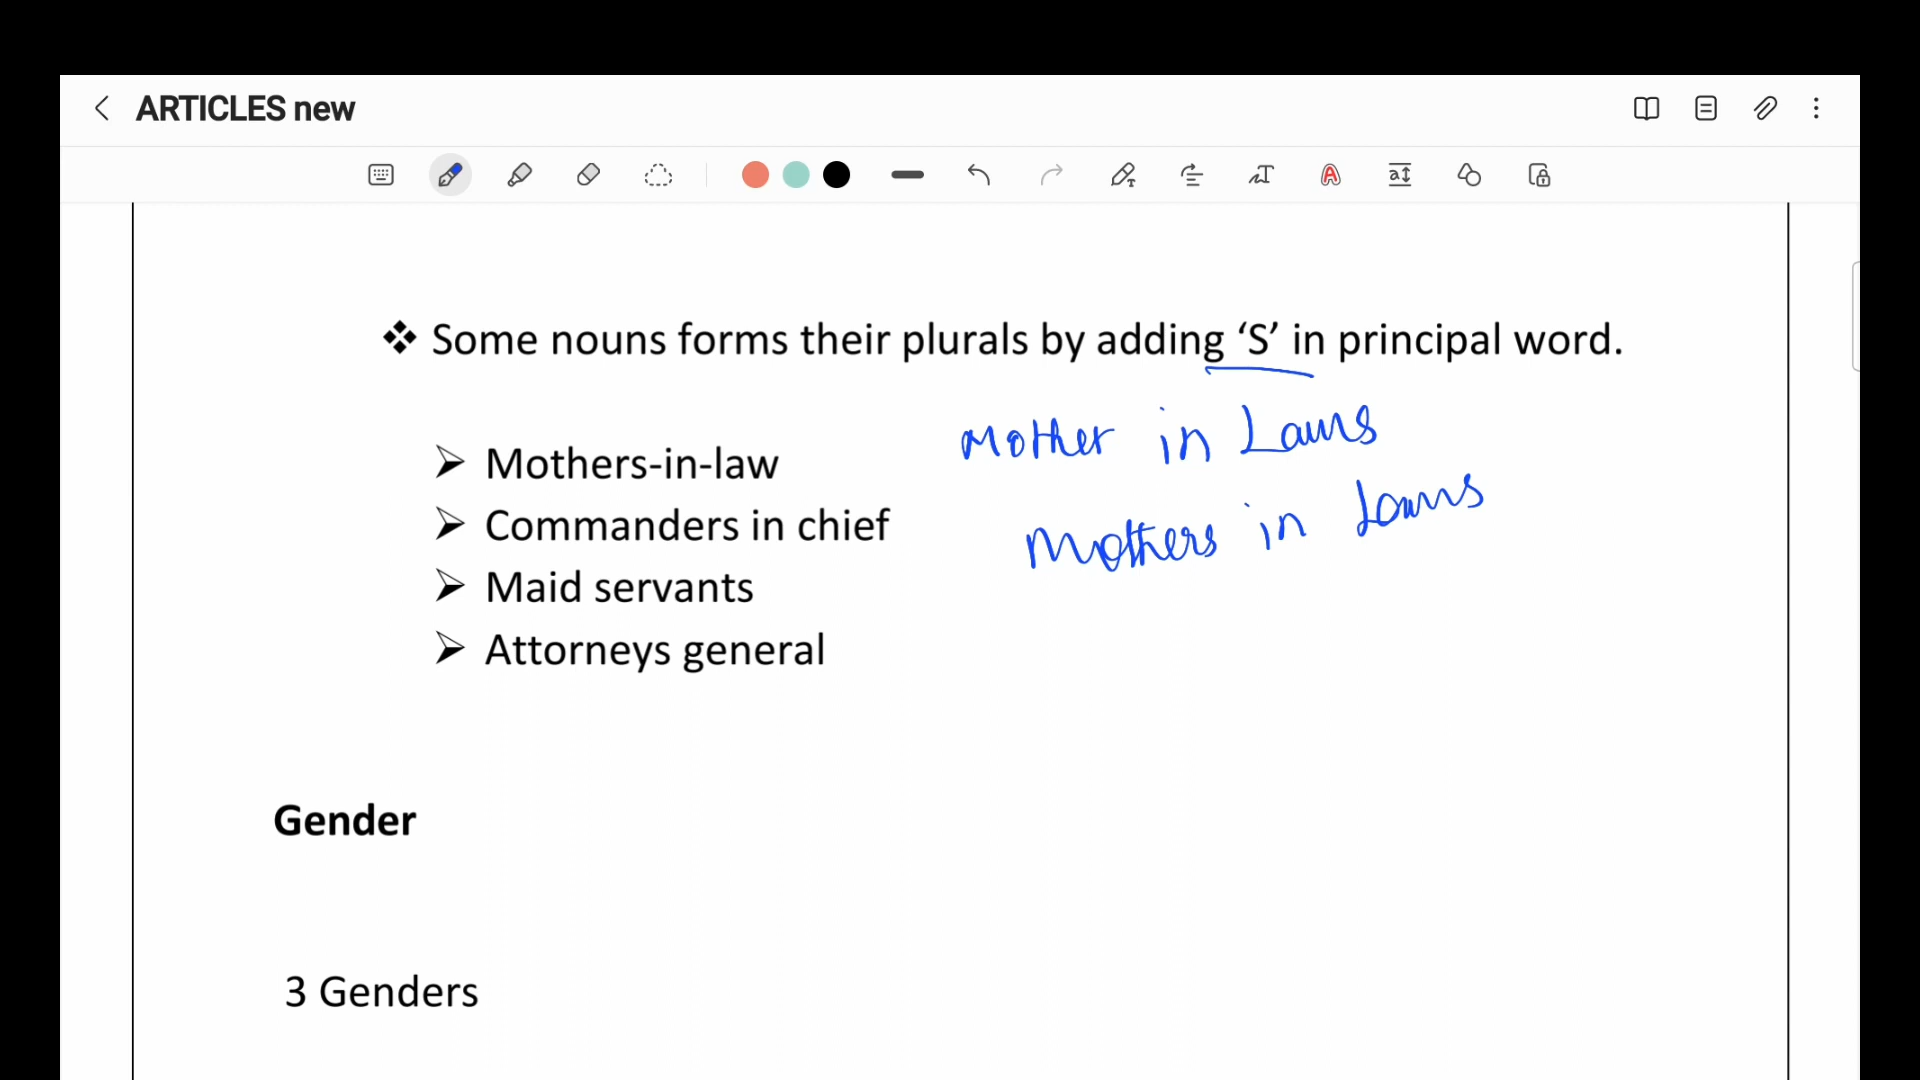 ARTICLES new
❖ Some nouns forms their plurals by adding ‘S’ in principal word.
Mother in Laws
➤ Mothers-in-law
Mothers in Laws
➤ Commanders in chief
➤ Maid servants
➤ Attorneys general
Gender
3 Genders